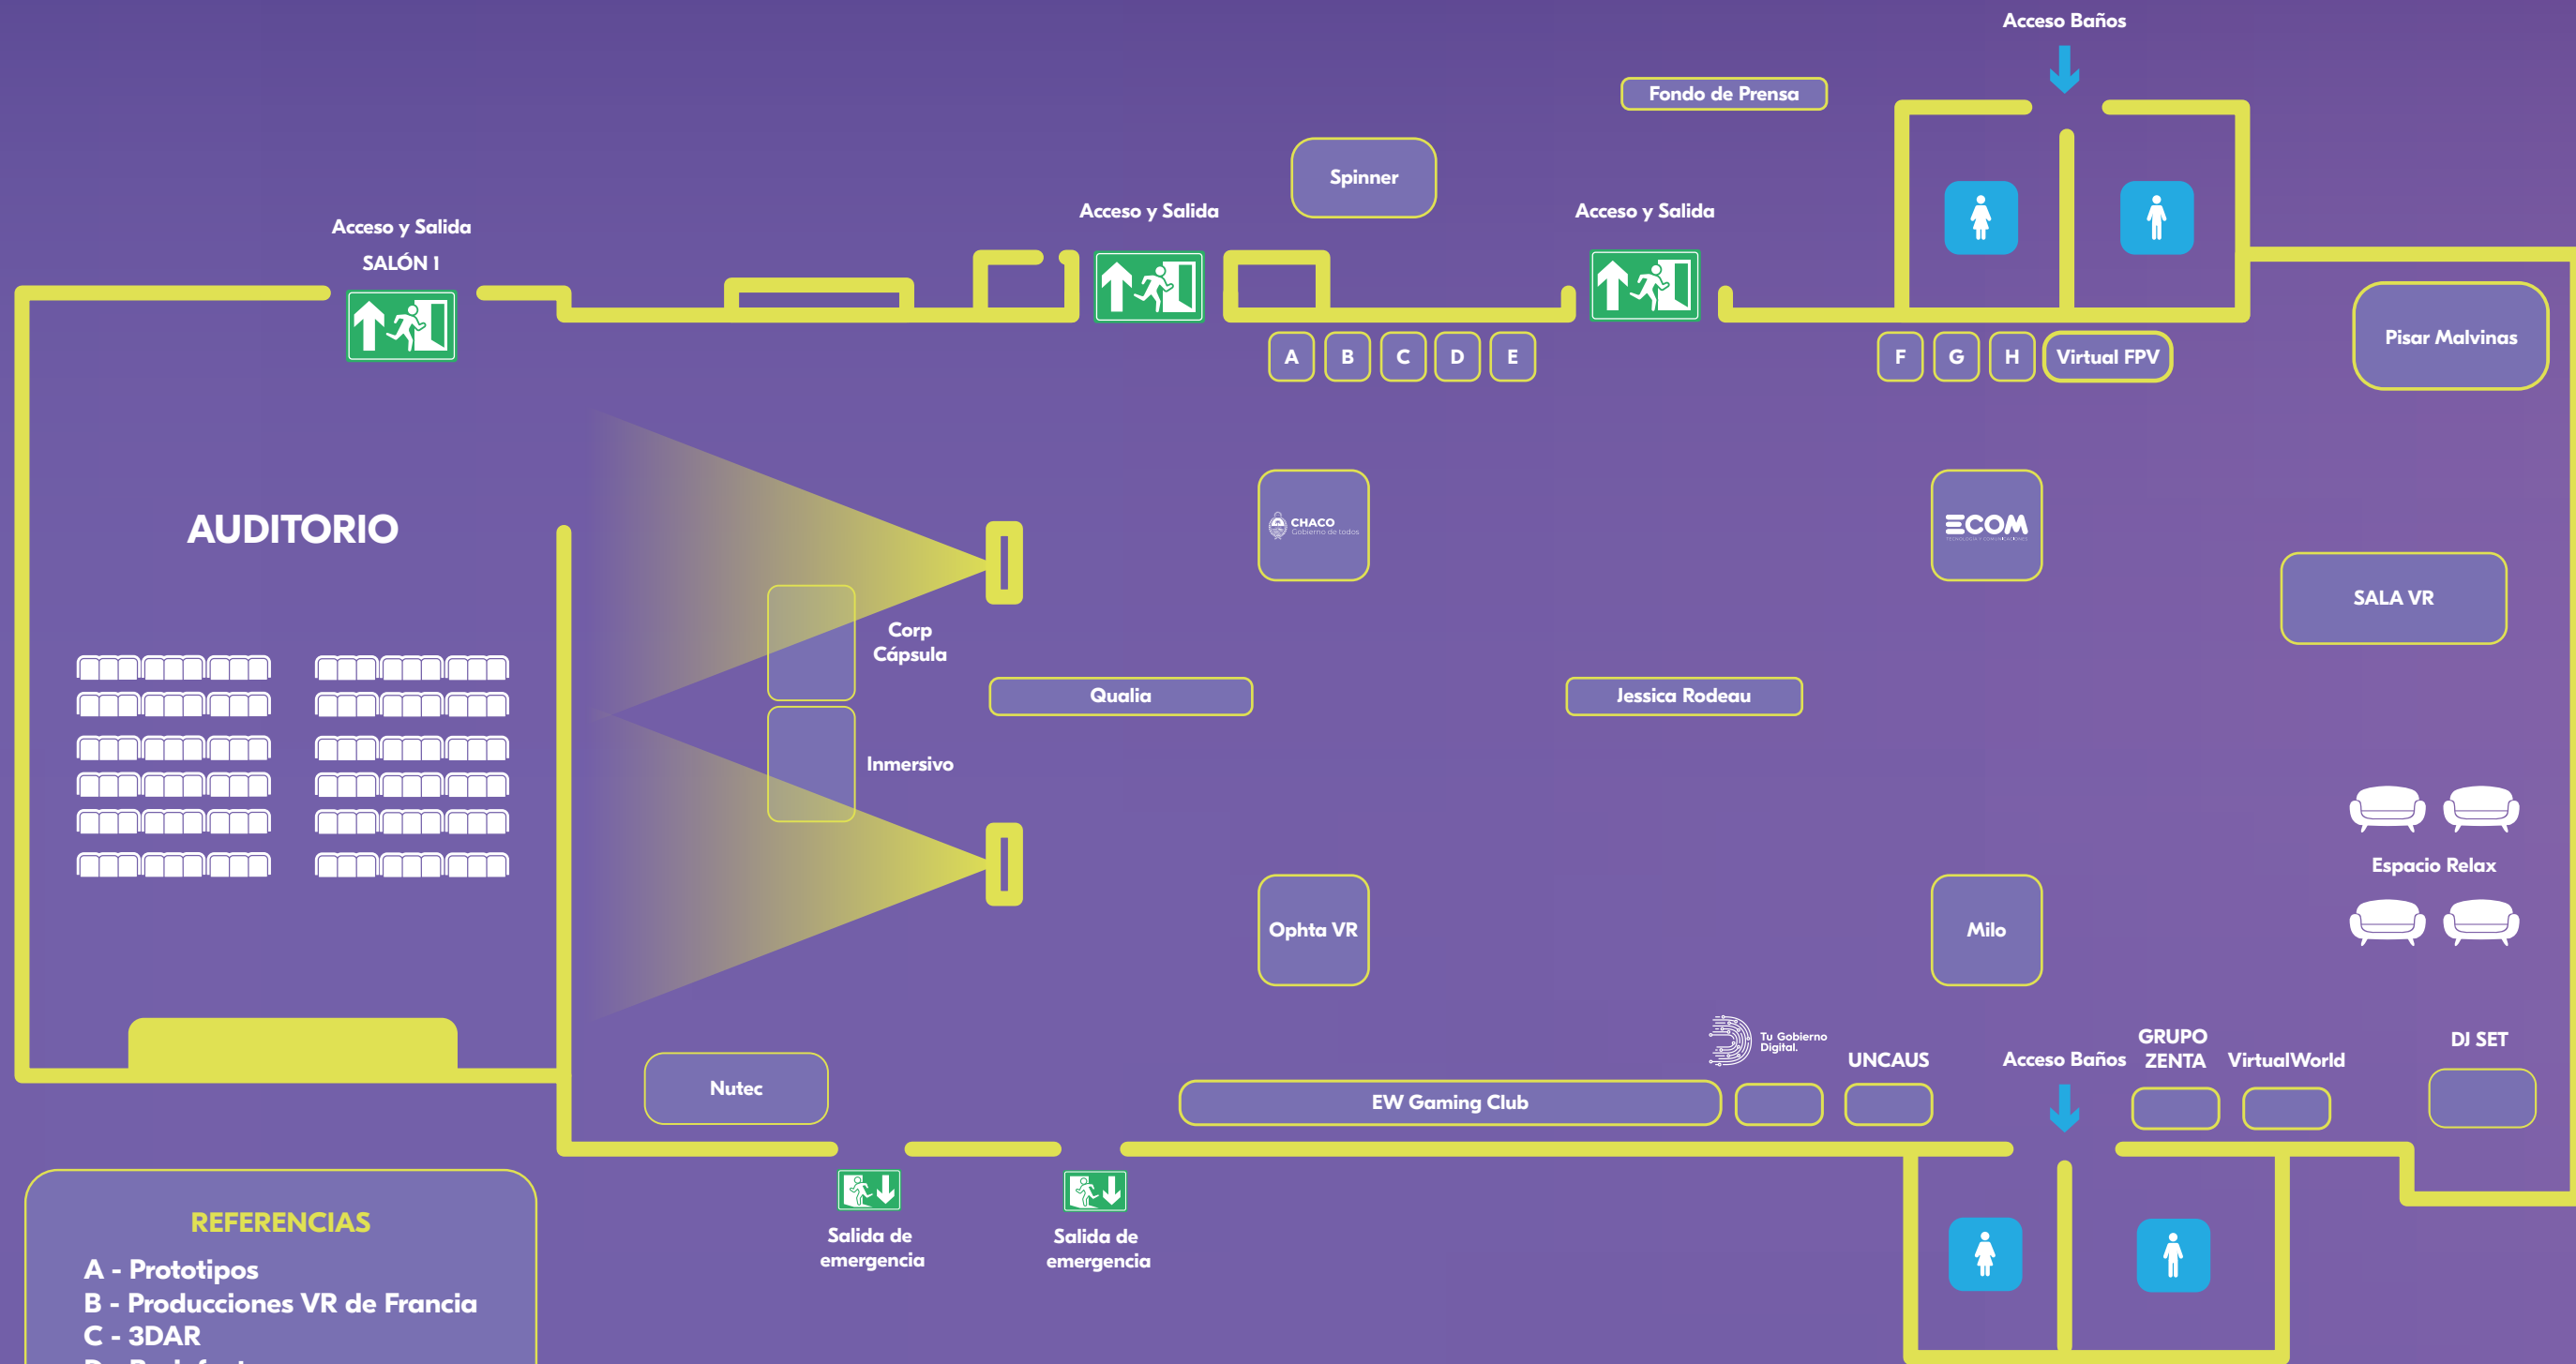 Acceso Baños
Fondo de Prensa
Spinner
Acceso y Salida
SALÓN 1
Acceso y Salida
Acceso y Salida
Pisar Malvinas
A
B
C
D
E
F
G
H
Virtual FPV
AUDITORIO
CHACO
Gobierno de todos
ECOM
SALA VR
Corp
Cápsula
Qualia
Jessica Rodeau
Inmersivo
Espacio Relax
Ophta VR
Milo
Tu Gobierno
Digital.
UNCAUS
Acceso Baños
GRUPO
ZENTA
VirtualWorld
DJ SET
Nutec
EW Gaming Club
Salida de
emergencia
Salida de
emergencia
REFERENCIAS
A - Prototipos
B - Producciones VR de Francia
C - 3DAR